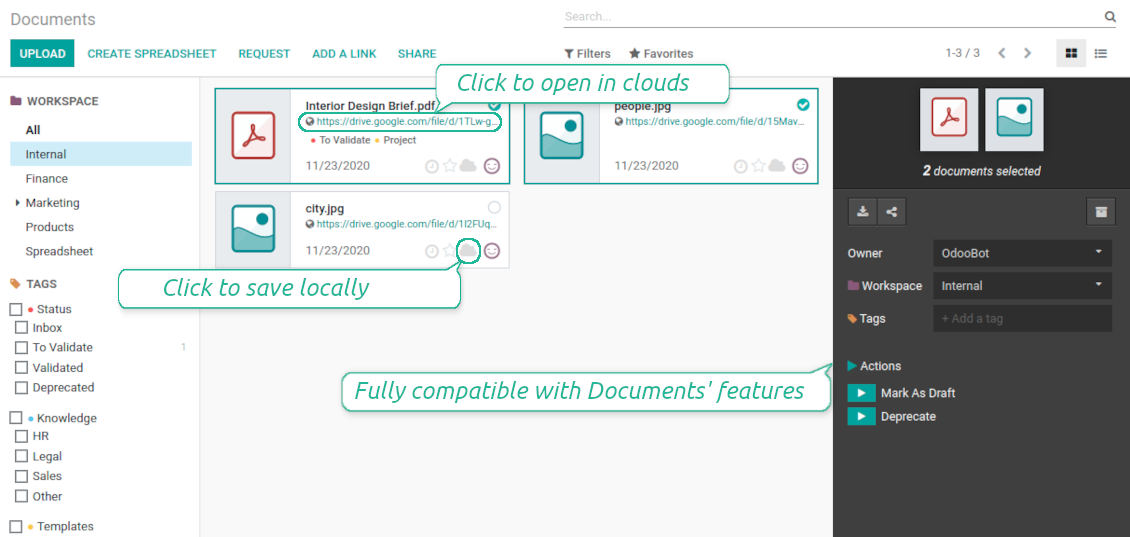 Documents
Search...
UPLOAD CREATE SPREADSHEET REQUEST ADD A LINK SHARE Filters Favorites 1-3 / 3
WORKSPACE
All
Internal
Finance
Marketing
Products
Spreadsheet
TAGS
Status
Inbox
To Validate 1
Validated
Deprecated
Knowledge
HR
Legal
Sales
Other
Templates
Click to open in clouds
Interior Design Brief.pdf
https://drive.google.com/file/d/1TLw-g...
To Validate Project
11/23/2020
people.jpg
https://drive.google.com/file/d/15Mav...
11/23/2020
city.jpg
https://drive.google.com/file/d/1I2FUq...
11/23/2020
Click to save locally
Fully compatible with Documents' features
2 documents selected
Owner OdooBot
Workspace Internal
Tags + Add a tag
Actions
Mark As Draft
Deprecate